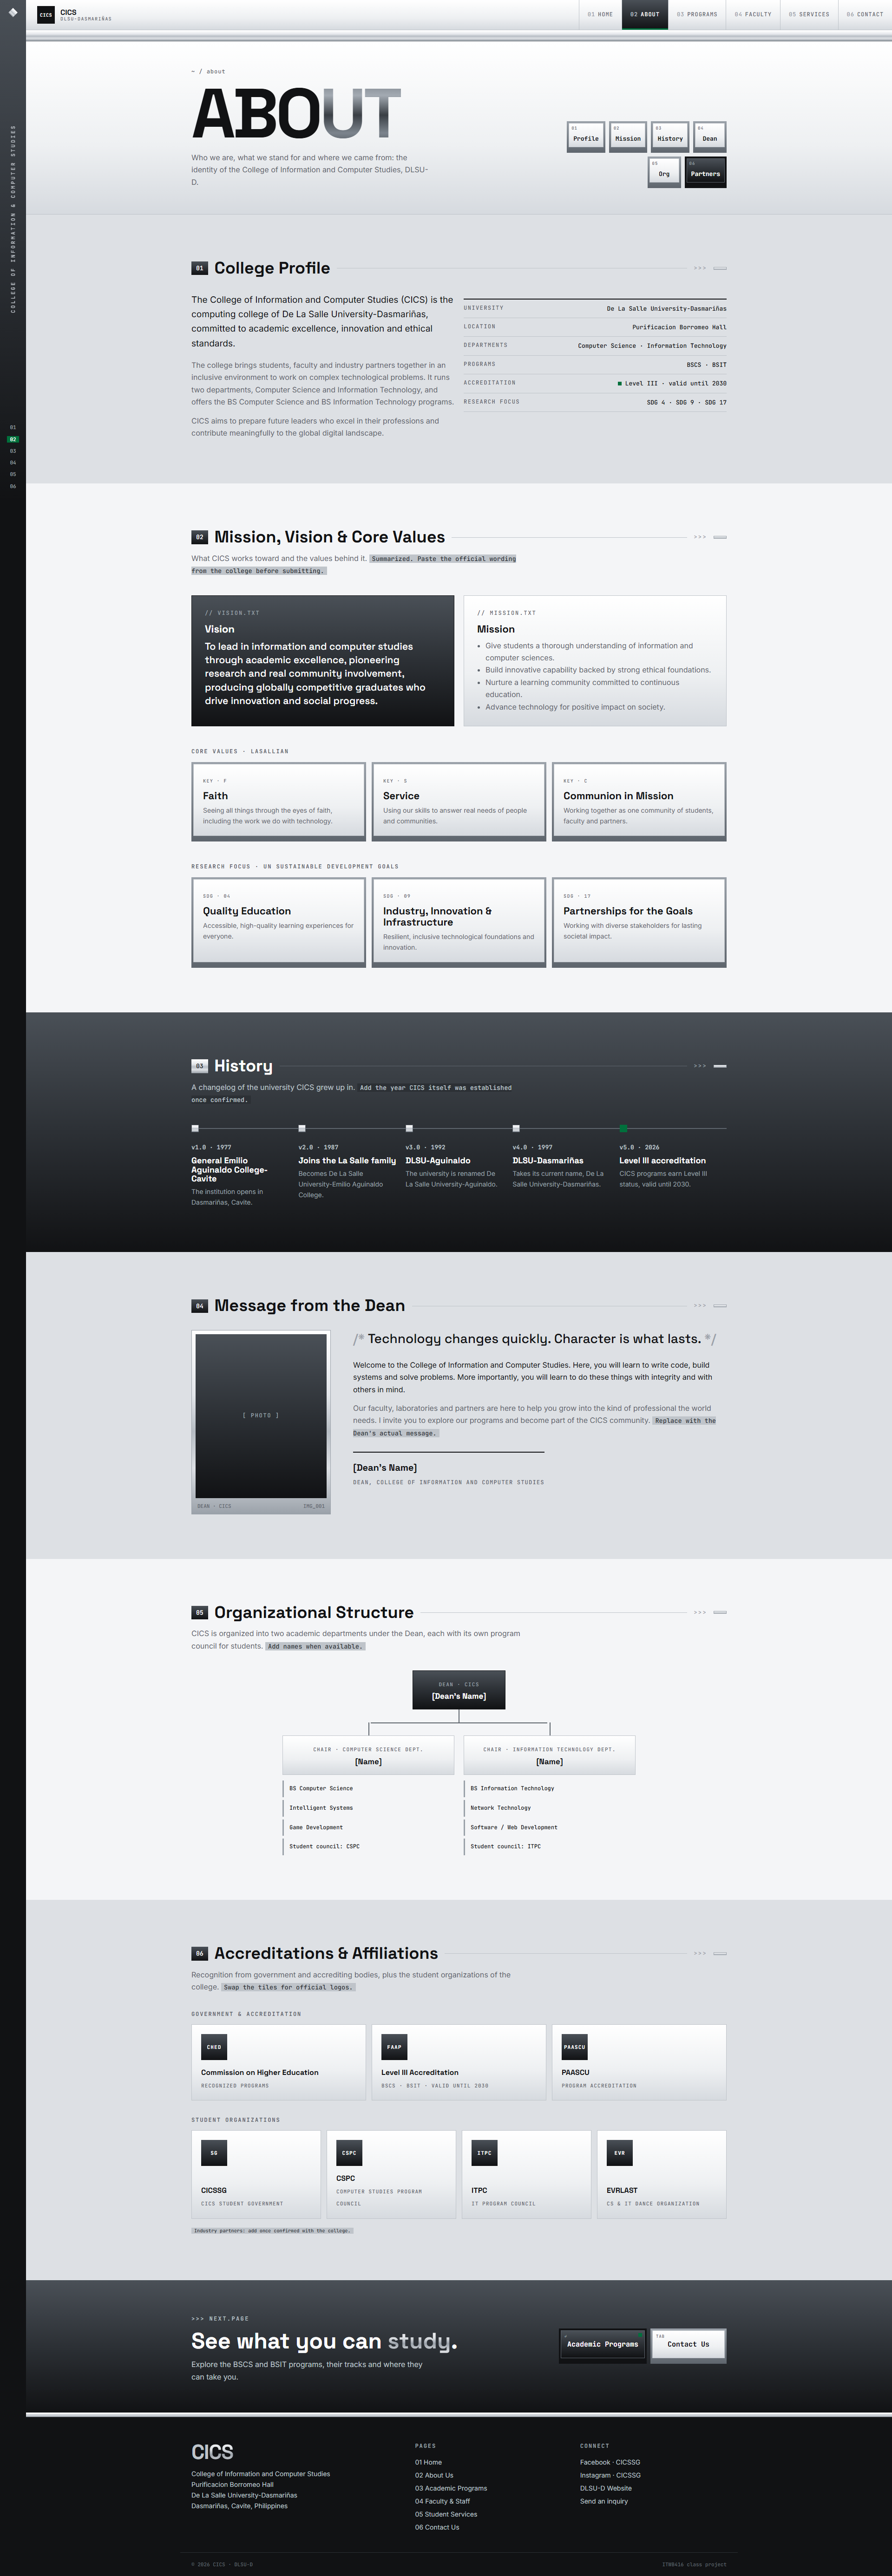 CICS
CICS
DLSU-DASMARIÑAS
01 HOME
02 ABOUT
03 PROGRAMS
04 FACULTY
05 SERVICES
06 CONTACT
COLLEGE OF INFORMATION & COMPUTER STUDIES
01
02
03
04
05
06
~ / about
ABOUT
Who we are, what we stand for and where we came from: the
identity of the College of Information and Computer Studies, DLSU-
D.
01
Profile
02
Mission
03
History
04
Dean
05
Org
06
Partners
01 College Profile >>>
The College of Information and Computer Studies (CICS) is the
computing college of De La Salle University-Dasmariñas,
committed to academic excellence, innovation and ethical
standards.
The college brings students, faculty and industry partners together in an
inclusive environment to work on complex technological problems. It runs
two departments, Computer Science and Information Technology, and
offers the BS Computer Science and BS Information Technology programs.
CICS aims to prepare future leaders who excel in their professions and
contribute meaningfully to the global digital landscape.
UNIVERSITY De La Salle University-Dasmariñas
LOCATION Purificacion Borromeo Hall
DEPARTMENTS Computer Science · Information Technology
PROGRAMS BSCS · BSIT
ACCREDITATION Level III · valid until 2030
RESEARCH FOCUS SDG 4 · SDG 9 · SDG 17
02 Mission, Vision & Core Values >>>
What CICS works toward and the values behind it. Summarized. Paste the official wording
from the college before submitting.
// VISION.TXT
Vision
To lead in information and computer studies
through academic excellence, pioneering
research and real community involvement,
producing globally competitive graduates who
drive innovation and social progress.
// MISSION.TXT
Mission
• Give students a thorough understanding of information and
computer sciences.
• Build innovative capability backed by strong ethical foundations.
• Nurture a learning community committed to continuous
education.
• Advance technology for positive impact on society.
CORE VALUES · LASALLIAN
KEY · F
Faith
Seeing all things through the eyes of faith,
including the work we do with technology.
KEY · S
Service
Using our skills to answer real needs of people
and communities.
KEY · C
Communion in Mission
Working together as one community of students,
faculty and partners.
RESEARCH FOCUS · UN SUSTAINABLE DEVELOPMENT GOALS
SDG · 04
Quality Education
Accessible, high-quality learning experiences for
everyone.
SDG · 09
Industry, Innovation &
Infrastructure
Resilient, inclusive technological foundations and
innovation.
SDG · 17
Partnerships for the Goals
Working with diverse stakeholders for lasting
societal impact.
03 History >>>
A changelog of the university CICS grew up in. Add the year CICS itself was established
once confirmed.
v1.0 · 1977
General Emilio
Aguinaldo College-
Cavite
The institution opens in
Dasmariñas, Cavite.
v2.0 · 1987
Joins the La Salle family
Becomes De La Salle
University-Emilio Aguinaldo
College.
v3.0 · 1992
DLSU-Aguinaldo
The university is renamed De
La Salle University-Aguinaldo.
v4.0 · 1997
DLSU-Dasmariñas
Takes its current name, De La
Salle University-Dasmariñas.
v5.0 · 2026
Level III accreditation
CICS programs earn Level III
status, valid until 2030.
04 Message from the Dean >>>
[ PHOTO ]
DEAN · CICS IMG_001
/* Technology changes quickly. Character is what lasts. */
Welcome to the College of Information and Computer Studies. Here, you will learn to write code, build
systems and solve problems. More importantly, you will learn to do these things with integrity and with
others in mind.
Our faculty, laboratories and partners are here to help you grow into the kind of professional the world
needs. I invite you to explore our programs and become part of the CICS community. Replace with the
Dean's actual message.
[Dean's Name]
DEAN, COLLEGE OF INFORMATION AND COMPUTER STUDIES
05 Organizational Structure >>>
CICS is organized into two academic departments under the Dean, each with its own program
council for students. Add names when available.
DEAN · CICS
[Dean's Name]
CHAIR · COMPUTER SCIENCE DEPT.
[Name]
BS Computer Science
Intelligent Systems
Game Development
Student council: CSPC
CHAIR · INFORMATION TECHNOLOGY DEPT.
[Name]
BS Information Technology
Network Technology
Software / Web Development
Student council: ITPC
06 Accreditations & Affiliations >>>
Recognition from government and accrediting bodies, plus the student organizations of the
college. Swap the tiles for official logos.
GOVERNMENT & ACCREDITATION
CHED
Commission on Higher Education
RECOGNIZED PROGRAMS
FAAP
Level III Accreditation
BSCS · BSIT · VALID UNTIL 2030
PAASCU
PAASCU
PROGRAM ACCREDITATION
STUDENT ORGANIZATIONS
SG
CICSSG
CICS STUDENT GOVERNMENT
CSPC
CSPC
COMPUTER STUDIES PROGRAM
COUNCIL
ITPC
ITPC
IT PROGRAM COUNCIL
EVR
EVRLAST
CS & IT DANCE ORGANIZATION
Industry partners: add once confirmed with the college.
>>> NEXT.PAGE
See what you can study.
Explore the BSCS and BSIT programs, their tracks and where they
can take you.
Academic Programs
TAB
Contact Us
CICS
College of Information and Computer Studies
Purificacion Borromeo Hall
De La Salle University-Dasmariñas
Dasmariñas, Cavite, Philippines
PAGES
01 Home
02 About Us
03 Academic Programs
04 Faculty & Staff
05 Student Services
06 Contact Us
CONNECT
Facebook · CICSSG
Instagram · CICSSG
DLSU-D Website
Send an inquiry
© 2026 CICS · DLSU-D